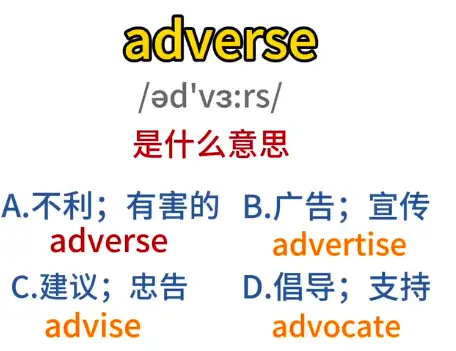 adverse
/əd'vɜ:rs/
是什么意思
A.不利；有害的 B.广告；宣传
adverse advertise
C.建议；忠告 D.倡导；支持
advise advocate